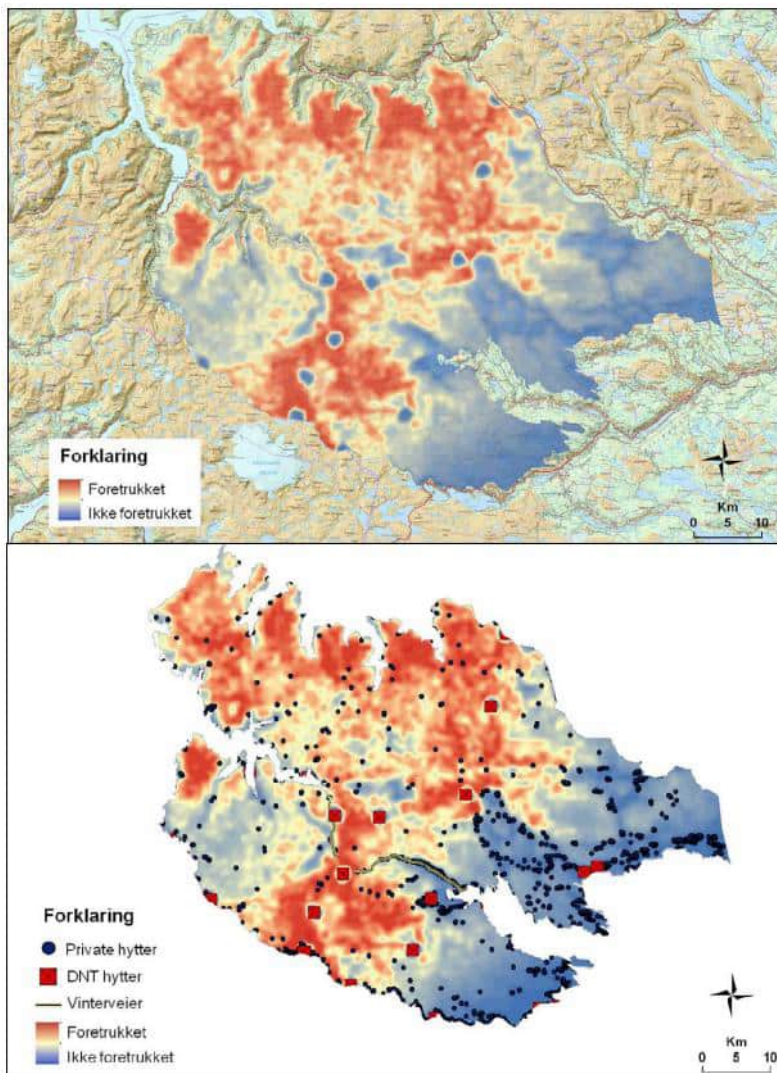 Forklaring
Foretrukket
Ikke foretrukket
Km
0 5 10
Forklaring
Private hytter
DNT hytter
Vinterveier
Foretrukket
Ikke foretrukket
Km
0 5 10